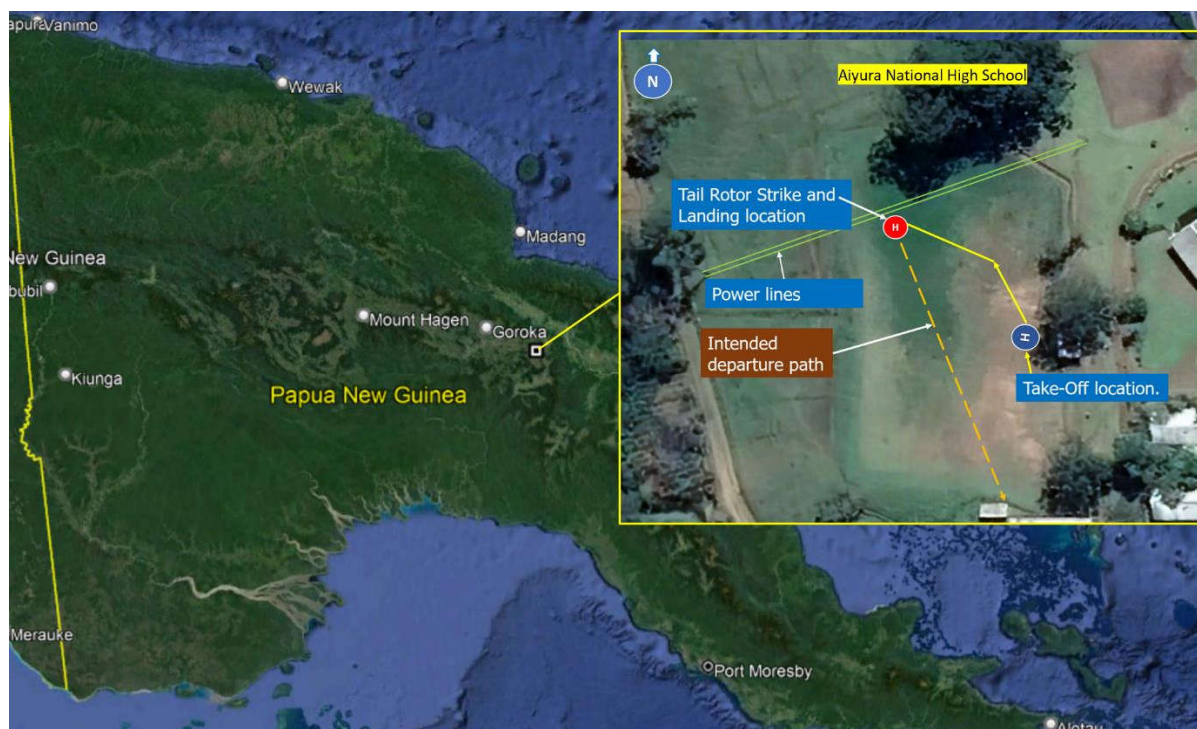 Vanimo
Wewak
Madang
New Guinea
Mount Hagen
Goroka
Kiunga
Papua New Guinea
Merauke
Port Moresby
Alotau
N
Aiyura National High School
Tail Rotor Strike and
Landing location
H
Power lines
Intended
departure path
H
Take-Off location.